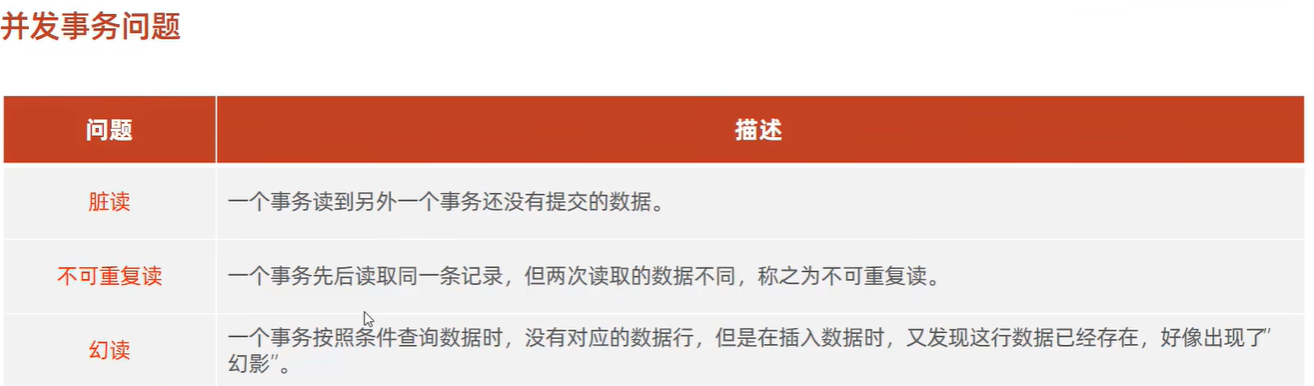 并发事务问题
问题 描述
脏读 一个事务读到另外一个事务还没有提交的数据。
不可重复读 一个事务先后读取同一条记录，但两次读取的数据不同，称之为不可重复读。
幻读 一个事务按照条件查询数据时，没有对应的数据行，但是在插入数据时，又发现这行数据已经存在，好像出现了”
幻影”。